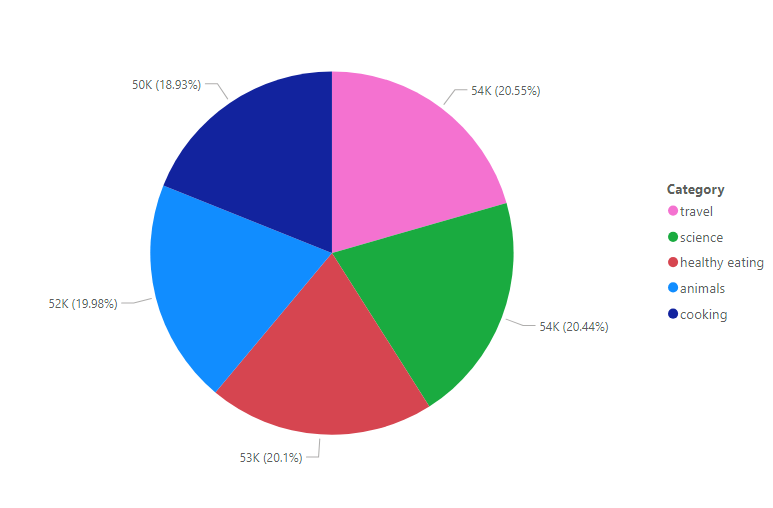 50K (18.93%)
54K (20.55%)
52K (19.98%)
54K (20.44%)
53K (20.1%)
Category
travel
science
healthy eating
animals
cooking